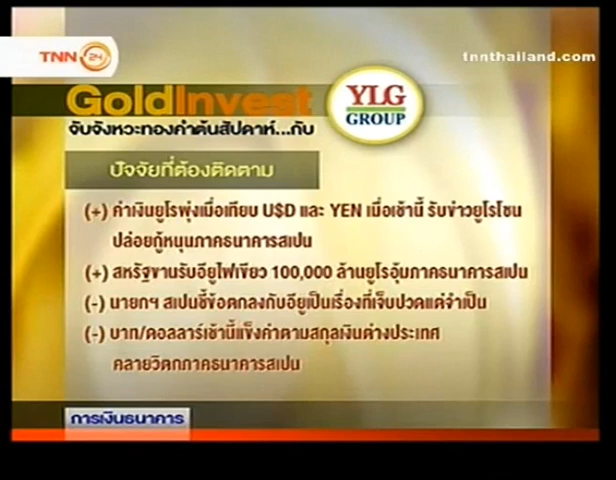 TNN 24
tnnthailand.com
GoldInvest
YLG
GROUP
จับจังหวะทองคำต้นสัปดาห์...กับ
ปัจจัยที่ต้องติดตาม
(+) ค่าเงินยูโรพุ่งเมื่อเทียบ U$D และ YEN เมื่อเช้านี้ รับข่าวยูโรโซน
ปล่อยกู้หนุนภาคธนาคารสเปน
(+) สหรัฐขานรับอียูไฟเขียว 100,000 ล้านยูโรอุ้มภาคธนาคารสเปน
(-) นายกฯ สเปนชี้ข้อตกลงกับอียูเป็นเรื่องที่เจ็บปวดแต่จำเป็น
(-) บาท/ดอลลาร์เช้านี้แข็งค่าตามสกุลเงินต่างประเทศ
คลายวิตกภาคธนาคารสเปน
การเงินธนาคาร